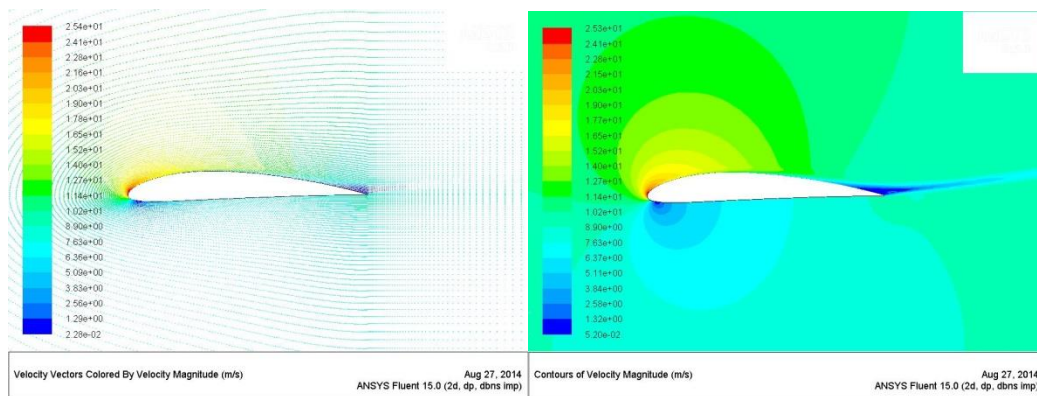 2.54e+01
2.41e+01
2.28e+01
2.16e+01
2.03e+01
1.90e+01
1.78e+01
1.65e+01
1.52e+01
1.40e+01
1.27e+01
1.14e+01
1.02e+01
8.90e+00
7.63e+00
6.36e+00
5.09e+00
3.83e+00
2.56e+00
1.29e+00
2.28e-02
Velocity Vectors Colored By Velocity Magnitude (m/s)
Aug 27, 2014
ANSYS Fluent 15.0 (2d, dp, dbns imp)
2.53e+01
2.41e+01
2.28e+01
2.15e+01
2.03e+01
1.90e+01
1.77e+01
1.65e+01
1.52e+01
1.40e+01
1.27e+01
1.14e+01
1.02e+01
8.90e+00
7.63e+00
6.37e+00
5.11e+00
3.84e+00
2.58e+00
1.32e+00
5.20e-02
Contours of Velocity Magnitude (m/s)
Aug 27, 2014
ANSYS Fluent 15.0 (2d, dp, dbns imp)